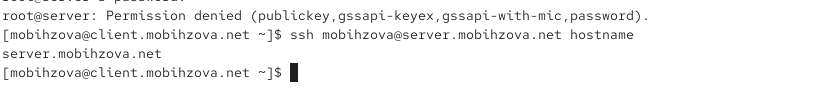 root@server: Permission denied (publickey,gssapi-keyex,gssapi-with-mic,password).
[mobihzova@client.mobihzova.net ~]$ ssh mobihzova@server.mobihzova.net hostname
server.mobihzova.net
[mobihzova@client.mobihzova.net ~]$